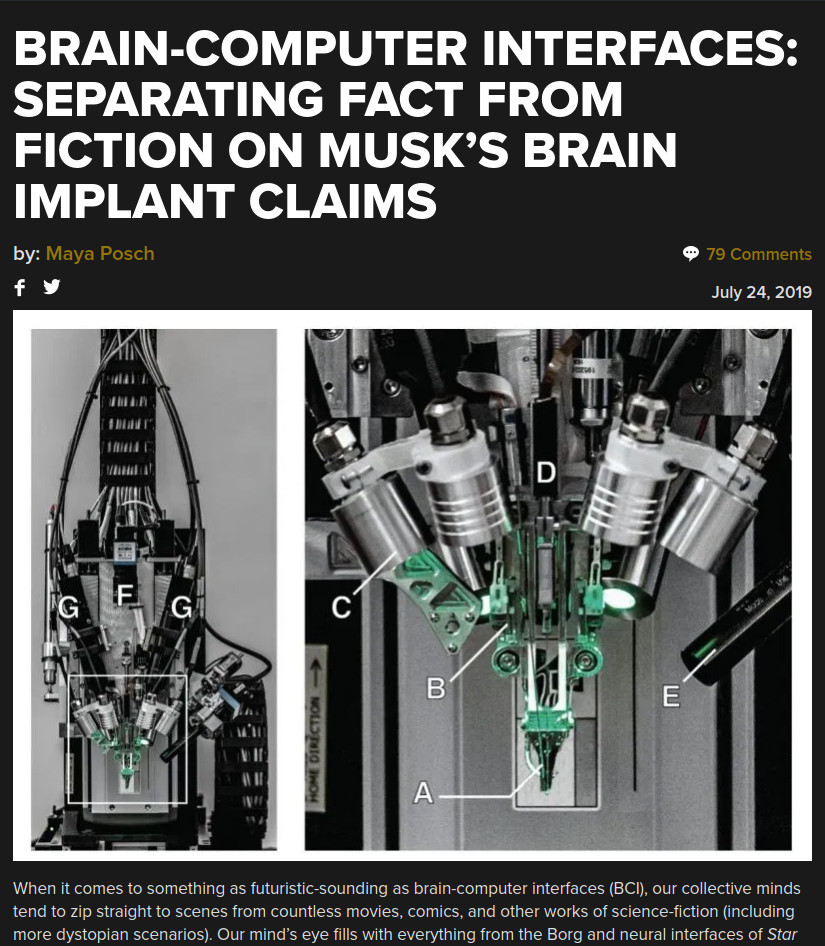 BRAIN-COMPUTER INTERFACES:
SEPARATING FACT FROM
FICTION ON MUSK’S BRAIN
IMPLANT CLAIMS
by: Maya Posch
79 Comments
July 24, 2019
G
F
G
D
C
B
E
A
HOME DIRECTION
When it comes to something as futuristic-sounding as brain-computer interfaces (BCI), our collective minds
tend to zip straight to scenes from countless movies, comics, and other works of science-fiction (including
more dystopian scenarios). Our mind’s eye fills with everything from the Borg and neural interfaces of Star